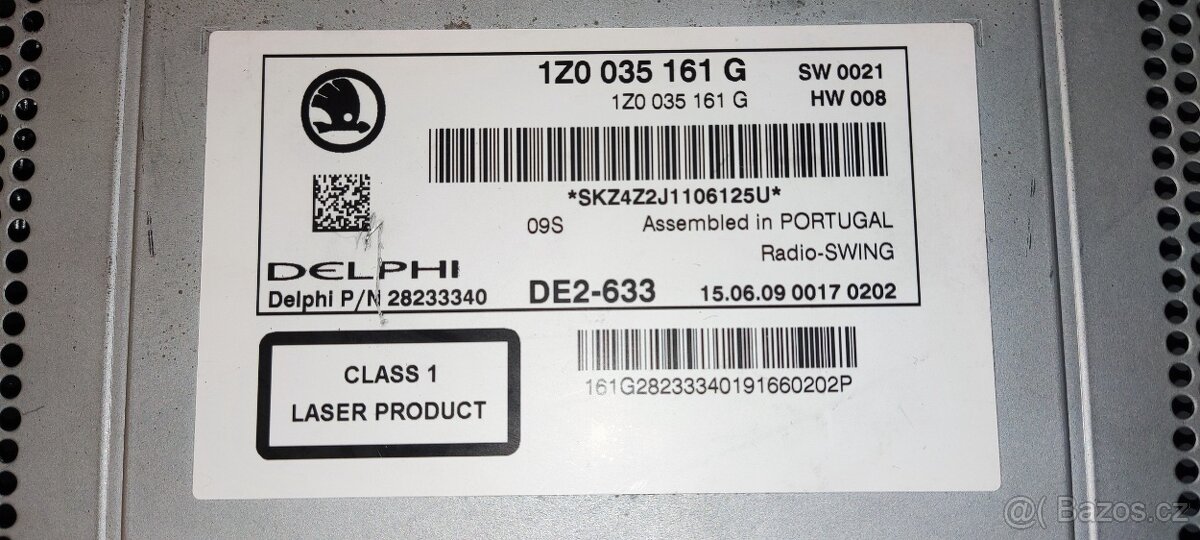 1Z0 035 161 G SW 0021
1Z0 035 161 G HW 008
*SKZ4Z2J1106125U*
09S Assembled in PORTUGAL
Radio-SWING
DELPHI
Delphi P/N 28233340 DE2-633 15.06.09 0017 0202
CLASS 1
LASER PRODUCT
161G28233340191660202P
@( Bazos.cz